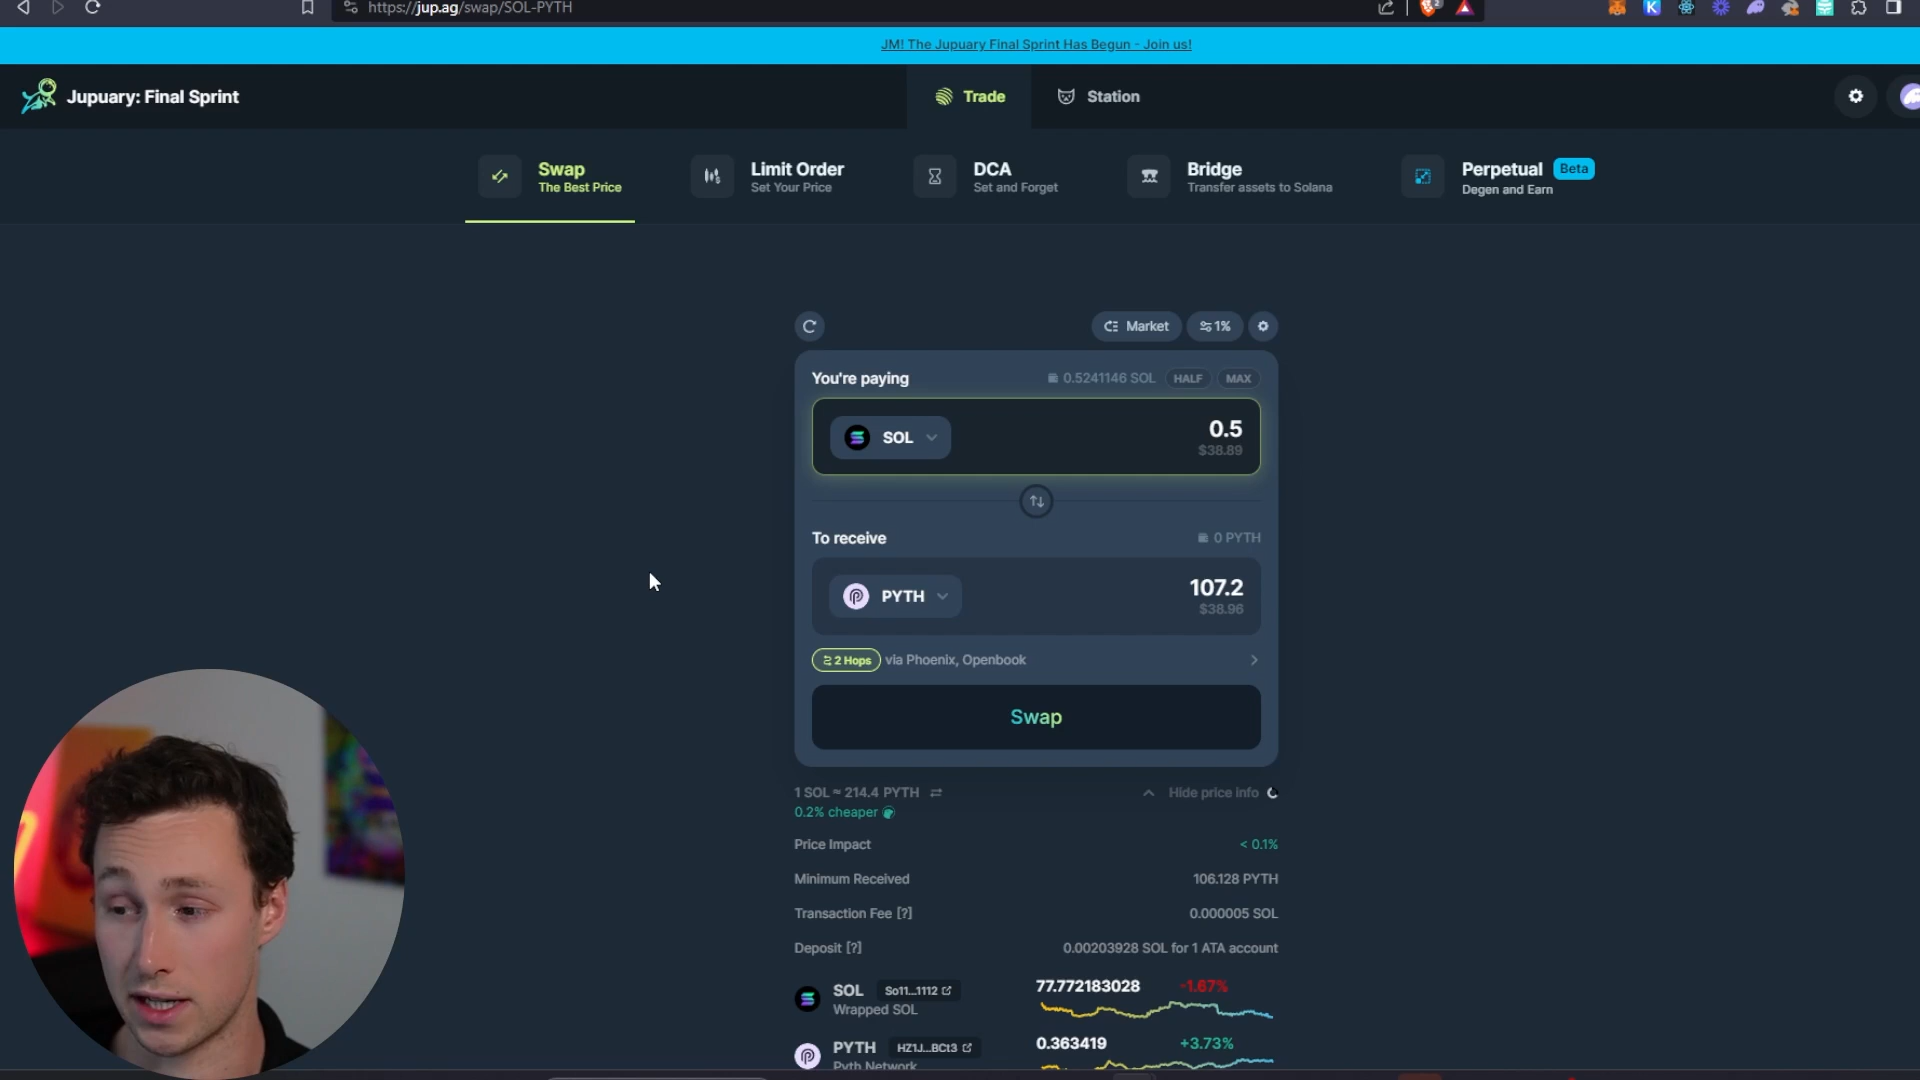 https://jup.ag/swap/SOL-PYTH
2
JM! The Jupuary Final Sprint Has Begun - Join us!
Jupuary: Final Sprint
Trade
Station
Swap
The Best Price
Limit Order
Set Your Price
DCA
Set and Forget
Bridge
Transfer assets to Solana
Perpetual
Beta
Degen and Earn
Market
1%
You're paying
0.5241146 SOL
HALF
MAX
SOL
0.5
$38.89
To receive
0 PYTH
PYTH
107.2
$38.96
2 Hops
via Phoenix, Openbook
Swap
1 SOL ≈ 214.4 PYTH
Hide price info
0.2% cheaper
Price Impact
< 0.1%
Minimum Received
106.128 PYTH
Transaction Fee [?]
0.000005 SOL
Deposit [?]
0.00203928 SOL for 1 ATA account
SOL
So11...1112
77.772183028
-1.67%
Wrapped SOL
PYTH
HZ1J...BCt3
0.363419
+3.73%
Pyth Network